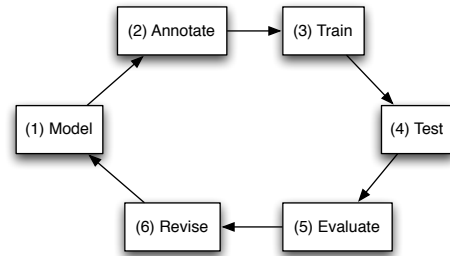 (1) Model
(2) Annotate
(3) Train
(4) Test
(5) Evaluate
(6) Revise